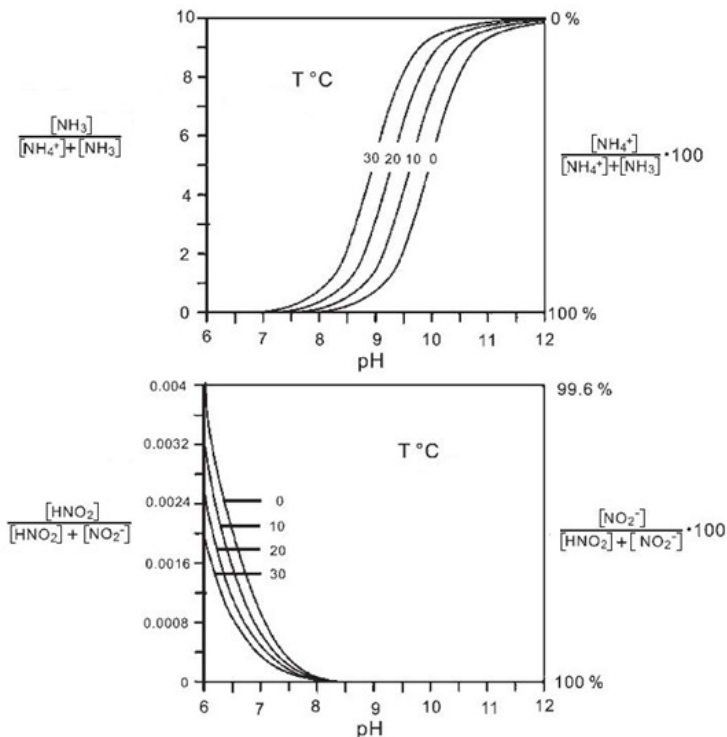 10
8
6
4
2
0
T °C
30 20 10 0
0 %
100 %
[NH₃]
[NH₄⁺]+[NH₃]
[NH₄⁺]
[NH₄⁺]+[NH₃] •100
6 7 8 9 10 11 12
pH
0.004
0.0032
0.0024
0.0016
0.0008
0
T °C
0
10
20
30
99.6 %
100 %
[HNO₂]
[HNO₂] + [NO₂⁻]
[NO₂⁻]
[HNO₂] + [NO₂⁻] •100
6 7 8 9 10 11 12
pH